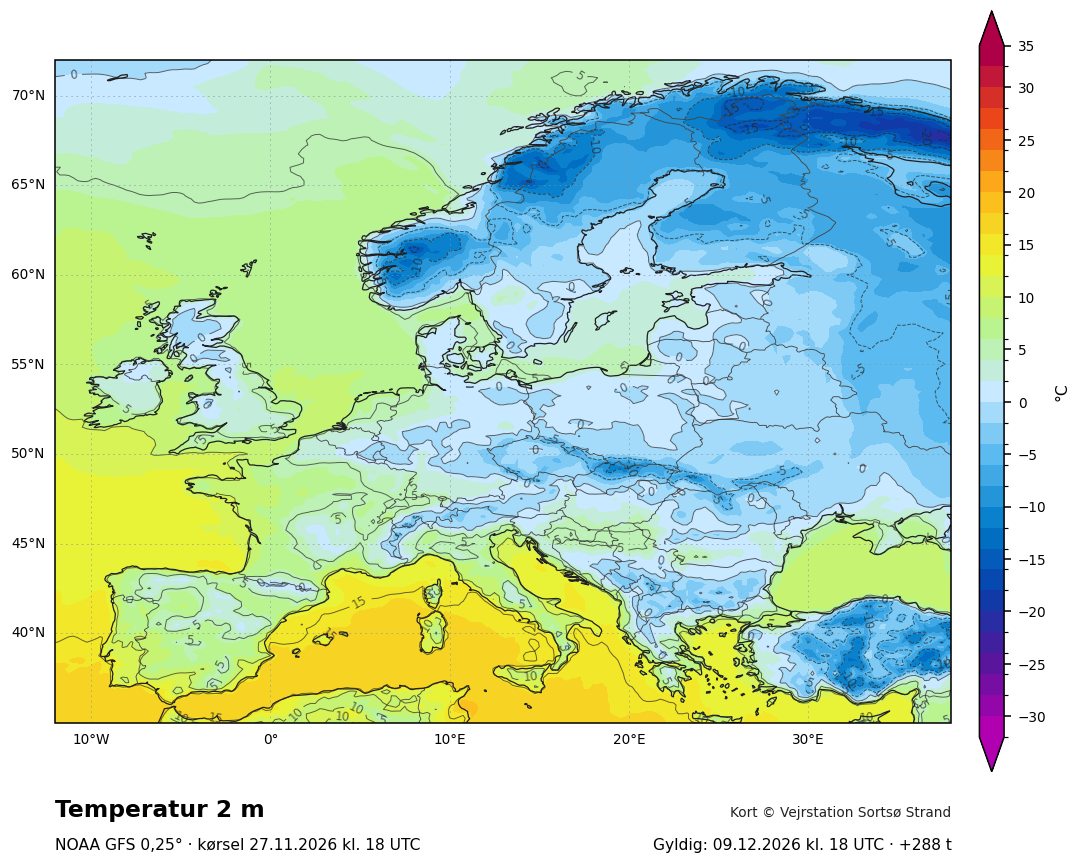 35
30
25
20
15
10
5
0
−5
−10
−15
−20
−25
−30
°C
70°N
65°N
60°N
55°N
50°N
45°N
40°N
10°W 0° 10°E 20°E 30°E
Temperatur 2 m
Kort © Vejrstation Sortsø Strand
NOAA GFS 0,25° · kørsel 27.11.2026 kl. 18 UTC
Gyldig: 09.12.2026 kl. 18 UTC · +288 t